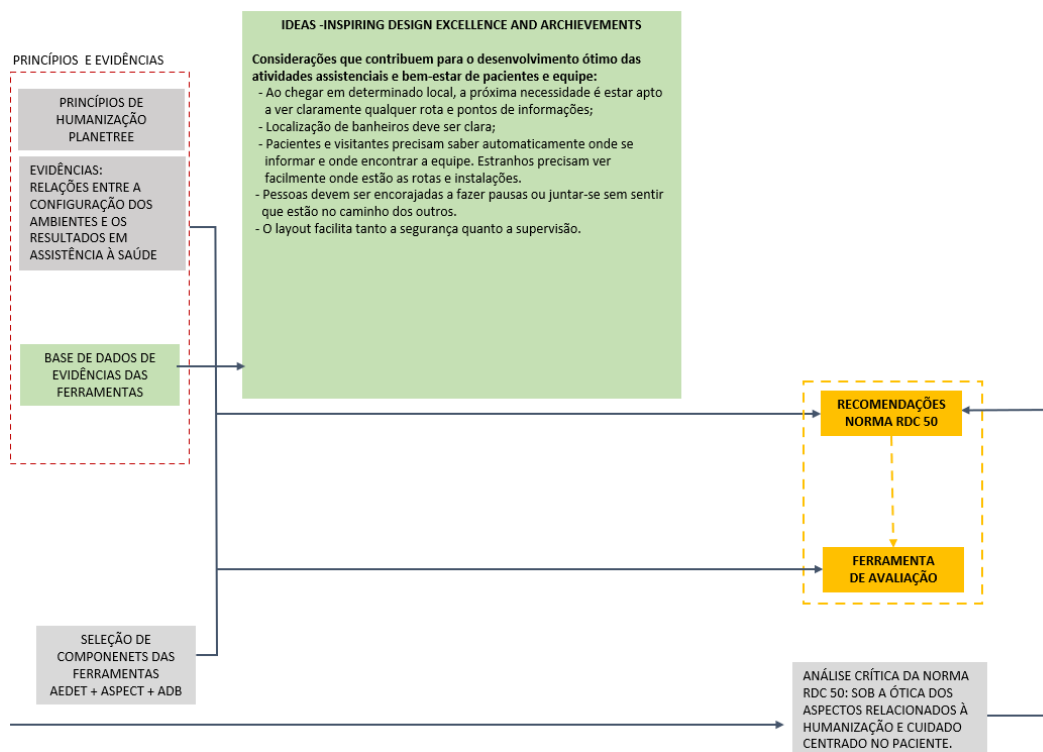 IDEAS -INSPIRING DESIGN EXCELLENCE AND ARCHIEVEMENTS
Considerações que contribuem para o desenvolvimento ótimo das
atividades assistenciais e bem-estar de pacientes e equipe:
- Ao chegar em determinado local, a próxima necessidade é estar apto
a ver claramente qualquer rota e pontos de informações;
- Localização de banheiros deve ser clara;
- Pacientes e visitantes precisam saber automaticamente onde se
informar e onde encontrar a equipe. Estranhos precisam ver
facilmente onde estão as rotas e instalações.
- Pessoas devem ser encorajadas a fazer pausas ou juntar-se sem sentir
que estão no caminho dos outros.
- O layout facilita tanto a segurança quanto a supervisão.
PRINCÍPIOS E EVIDÊNCIAS
PRINCÍPIOS DE
HUMANIZAÇÃO
PLANETREE
EVIDÊNCIAS:
RELAÇÕES ENTRE A
CONFIGURAÇÃO DOS
AMBIENTES E OS
RESULTADOS EM
ASSISTÊNCIA À SAÚDE
BASE DE DADOS DE
EVIDÊNCIAS DAS
FERRAMENTAS
RECOMENDAÇÕES
NORMA RDC 50
FERRAMENTA
DE AVALIAÇÃO
SELEÇÃO DE
COMPONENETS DAS
FERRAMENTAS
AEDET + ASPECT + ADB
ANÁLISE CRÍTICA DA NORMA
RDC 50: SOB A ÓTICA DOS
ASPECTOS RELACIONADOS À
HUMANIZAÇÃO E CUIDADO
CENTRADO NO PACIENTE.